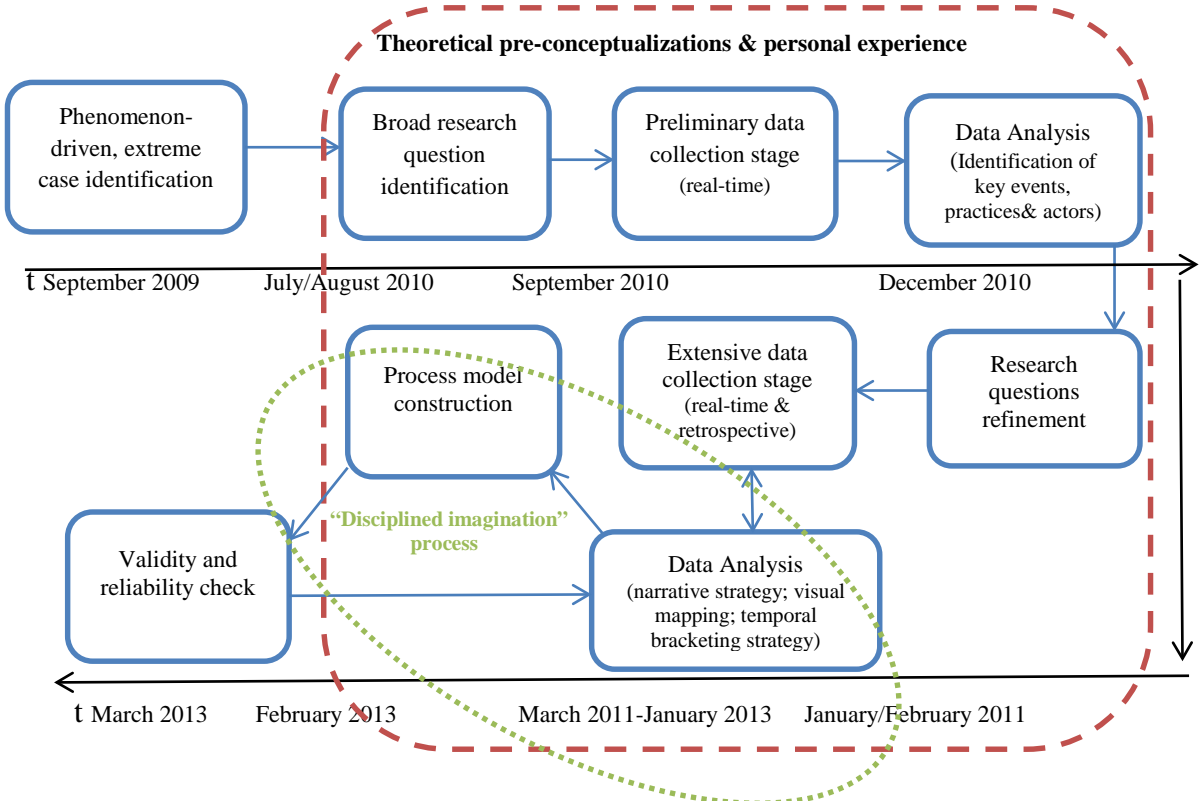 Theoretical pre-conceptualizations & personal experience
Phenomenon-
driven, extreme
case identification
Broad research
question
identification
Preliminary data
collection stage
(real-time)
Data Analysis
(Identification of
key events,
practices& actors)
t September 2009 July/August 2010 September 2010 December 2010
Process model
construction
Extensive data
collection stage
(real-time &
retrospective)
Research
questions
refinement
“Disciplined imagination”
process
Validity and
reliability check
Data Analysis
(narrative strategy; visual
mapping; temporal
bracketing strategy)
t March 2013 February 2013 March 2011-January 2013 January/February 2011